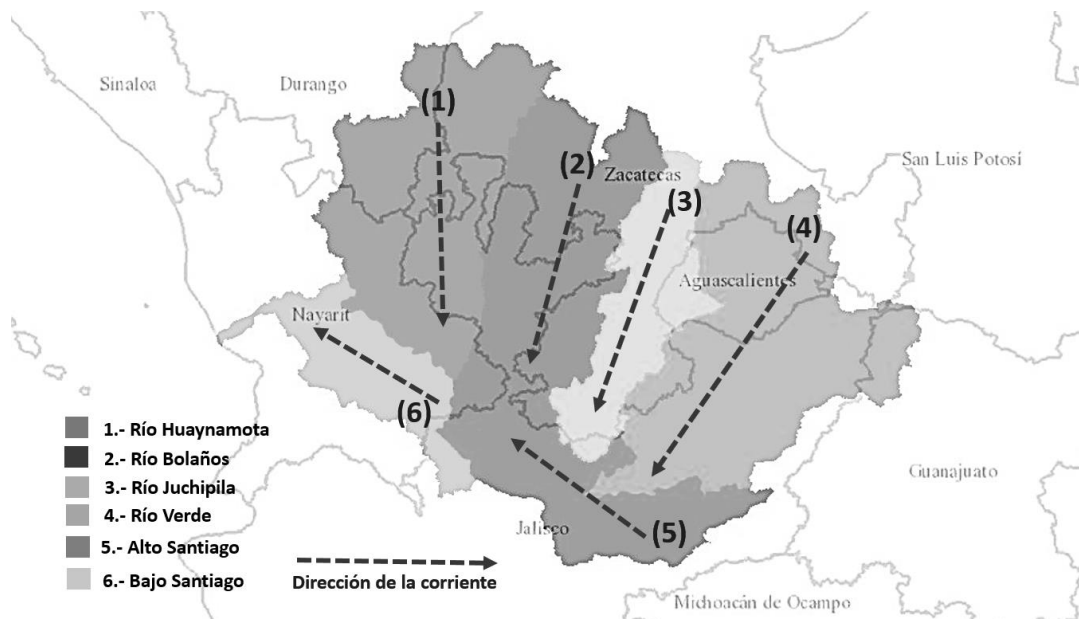 Sinaloa
Durango
(1)
(2)
Zacatecas
San Luis Potosí
(3)
(4)
Aguascalientes
Nayarit
(6)
1.- Río Huaynamota
2.- Río Bolaños
3.- Río Juchipila
4.- Río Verde
5.- Alto Santiago
6.- Bajo Santiago
Guanajuato
Jalisco
(5)
Dirección de la corriente
Michoacán de Ocampo